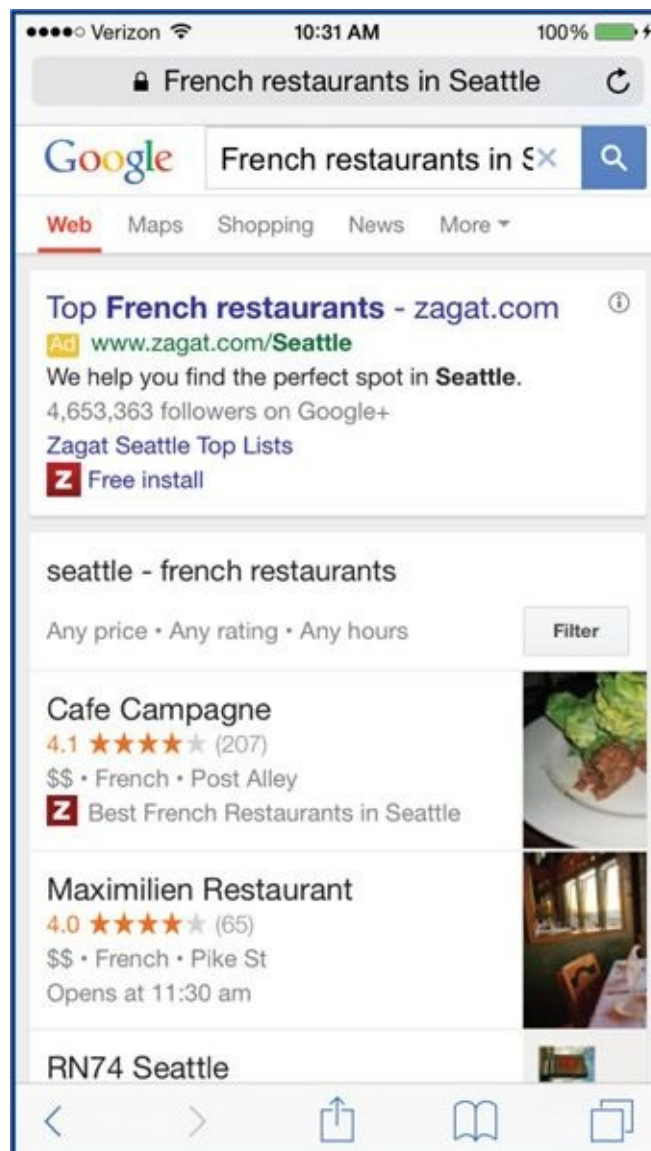 Verizon 10:31 AM 100%
French restaurants in Seattle
Google French restaurants in S
Web Maps Shopping News More
Top French restaurants - zagat.com
Ad www.zagat.com/Seattle
We help you find the perfect spot in Seattle.
4,653,363 followers on Google+
Zagat Seattle Top Lists
Z Free install
seattle - french restaurants
Any price • Any rating • Any hours Filter
Cafe Campagne
4.1 ★★★★★ (207)
$$ • French • Post Alley
Z Best French Restaurants in Seattle
Maximilien Restaurant
4.0 ★★★★★ (65)
$$ • French • Pike St
Opens at 11:30 am
RN74 Seattle